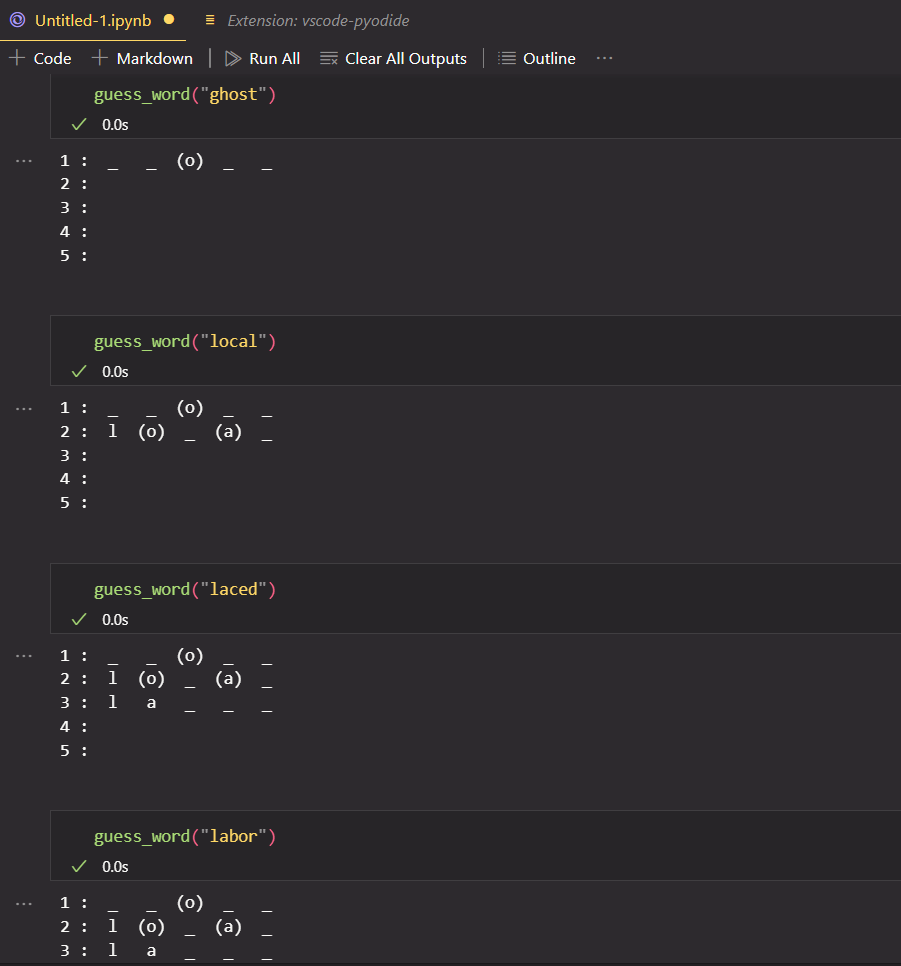 Untitled-1.ipynb Extension: vscode-pyodide
+ Code + Markdown Run All Clear All Outputs Outline ...
guess_word("ghost")
✓ 0.0s
... 1 : _ _ (o) _ _
2 :
3 :
4 :
5 :
guess_word("local")
✓ 0.0s
... 1 : _ _ (o) _ _
2 : l (o) _ (a) _
3 :
4 :
5 :
guess_word("laced")
✓ 0.0s
... 1 : _ _ (o) _ _
2 : l (o) _ (a) _
3 : l a _ _ _
4 :
5 :
guess_word("labor")
✓ 0.0s
... 1 : _ _ (o) _ _
2 : l (o) _ (a) _
3 : l a _ _ _